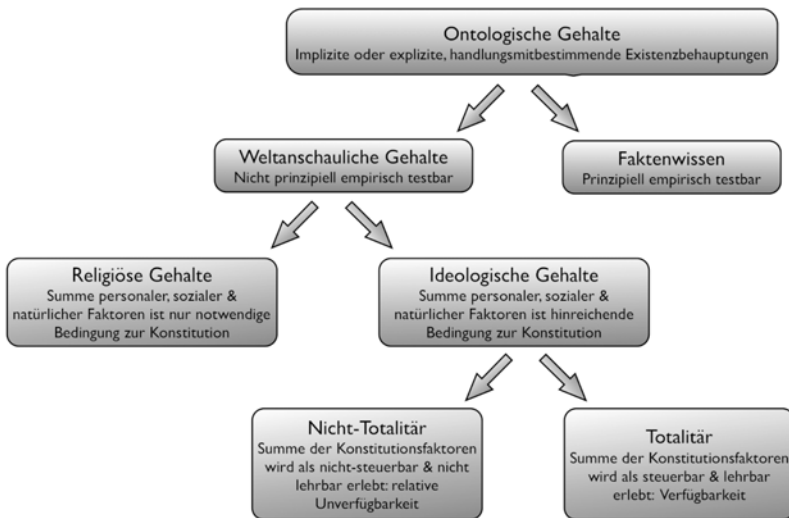 Ontologische Gehalte
Implizite oder explizite, handlungsmitbestimmende Existenzbehauptungen
Weltanschauliche Gehalte
Nicht prinzipiell empirisch testbar
Faktenwissen
Prinzipiell empirisch testbar
Religiöse Gehalte
Summe personaler, sozialer &
natürlicher Faktoren ist nur notwendige
Bedingung zur Konstitution
Ideologische Gehalte
Summe personaler, sozialer &
natürlicher Faktoren ist hinreichende
Bedingung zur Konstitution
Nicht-Totalitär
Summe der Konstitutionsfaktoren
wird als nicht-steuerbar & nicht
lehrbar erlebt: relative
Unverfügbarkeit
Totalitär
Summe der Konstitutionsfaktoren
wird als steuerbar & lehrbar
erlebt: Verfügbarkeit